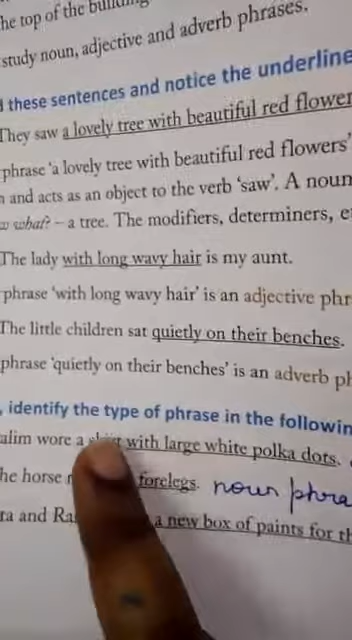 he top of the building
study noun, adjective and adverb phrases.
these sentences and notice the underline
They saw a lovely tree with beautiful red flower
phrase 'a lovely tree with beautiful red flowers'
and acts as an object to the verb 'saw'. A noun
what? – a tree. The modifiers, determiners, e
The lady with long wavy hair is my aunt.
phrase 'with long wavy hair' is an adjective phr
The little children sat quietly on their benches.
phrase 'quietly on their benches' is an adverb ph
, identify the type of phrase in the followin
alim wore a with large white polka dots.
he horse forelegs. noun phra
ra and Ra a new box of paints for th